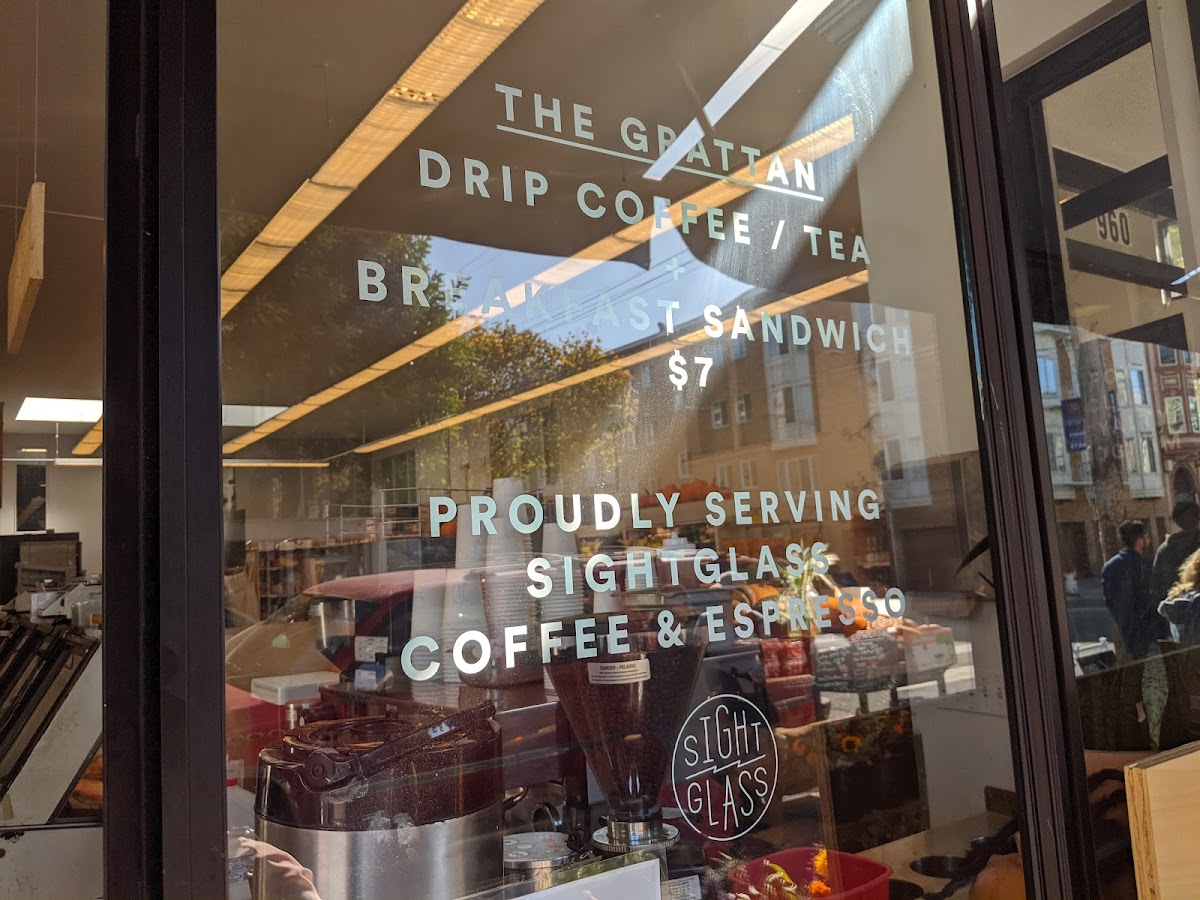 THE GRATTAN
DRIP COFFEE / TEA
+
BREAKFAST SANDWICH
$7
PROUDLY SERVING
SIGHTGLASS
COFFEE & ESPRESSO
SIGHT
GLASS
960